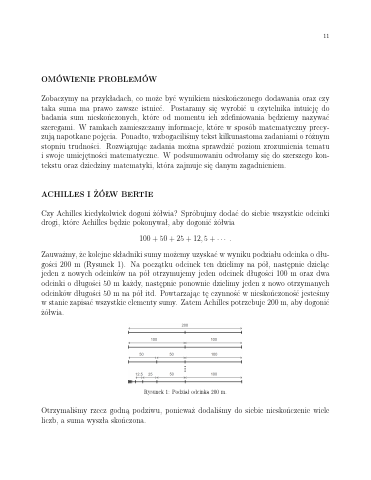 11
OMÓWIENIE PROBLEMÓW
Zobaczymy na przykładach, co może być wynikiem nieskończonego dodawania oraz czy
taka suma ma prawo zawsze istnieć. Postaramy się wyrobić u czytelnika intuicję do
badania sum nieskończonych, które od momentu ich zdefiniowania będziemy nazywać
szeregami. W ramkach zamieszczamy informacje, które w sposób matematyczny precy-
zują napotkane pojęcia. Ponadto, wzbogaciliśmy tekst kilkunastoma zadaniami o różnym
stopniu trudności. Rozwiązując zadania można sprawdzić poziom zrozumienia tematu
i swoje umiejętności matematyczne. W podsumowaniu odwołamy się do szerszego kon-
tekstu oraz dziedziny matematyki, która zajmuje się danym zagadnieniem.
ACHILLES I ŻÓŁW BERTIE
Czy Achilles kiedykolwiek dogoni żółwia? Spróbujmy dodać do siebie wszystkie odcinki
drogi, które Achilles będzie pokonywał, aby dogonić żółwia
100 + 50 + 25 + 12, 5 + ··· .
Zauważmy, że kolejne składniki sumy możemy uzyskać w wyniku podziału odcinka o dłu-
gości 200 m (Rysunek 1). Na początku odcinek ten dzielimy na pół, następnie dzieląc
jeden z nowych odcinków na pół otrzymujemy jeden odcinek długości 100 m oraz dwa
odcinki o długości 50 m każdy, następnie ponownie dzielimy jeden z nowo otrzymanych
odcinków długości 50 m na pół itd. Powtarzając tę czynność w nieskończoność jesteśmy
w stanie zapisać wszystkie elementy sumy. Zatem Achilles potrzebuje 200 m, aby dogonić
żółwia.
200
100 100
50 50 100
12.5 25 50 100
Rysunek 1: Podział odcinka 200 m.
Otrzymaliśmy rzecz godną podziwu, ponieważ dodaliśmy do siebie nieskończenie wiele
liczb, a suma wyszła skończona.